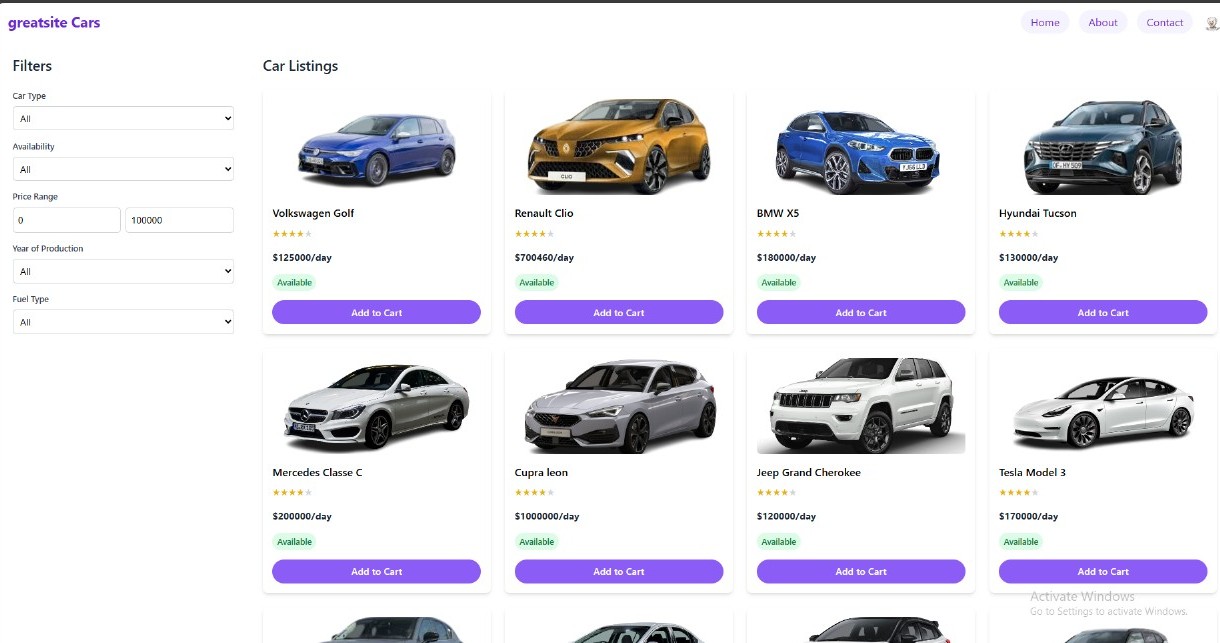 greatsite Cars
Home About Contact
Filters
Car Type
All
Availability
All
Price Range
0 100000
Year of Production
All
Fuel Type
All
Car Listings
Volkswagen Golf
$125000/day
Available
Add to Cart
CLIO
Renault Clio
$700460/day
Available
Add to Cart
BMW X5
$180000/day
Available
Add to Cart
Hyundai Tucson
$130000/day
Available
Add to Cart
Mercedes Classe C
$200000/day
Available
Add to Cart
Cupra leon
$1000000/day
Available
Add to Cart
Jeep Grand Cherokee
$120000/day
Available
Add to Cart
Tesla Model 3
$170000/day
Available
Add to Cart
Activate Windows
Go to Settings to activate Windows.